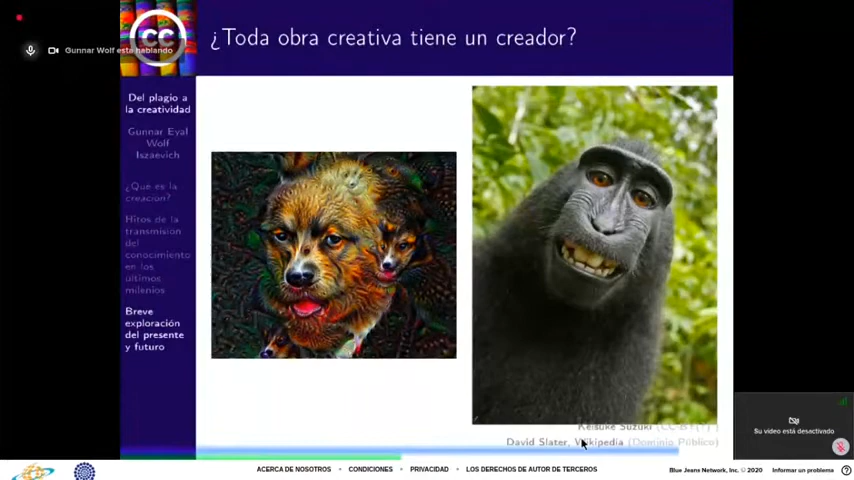 cc
¿Toda obra creativa tiene un creador?
Gunnar Wolf está hablando
Del plagio a
la creatividad
Gunnar Eyal
Wolf
Iszaevich
¿Qué es la
creación?
Hitos de la
transmisión
del
conocimiento
en los
últimos
milenios
Breve
exploración
del presente
y futuro
Keisuke Suzuki (CC-BY(?))
David Slater, Wikipedia (Dominio Público)
Su video está desactivado
ACERCA DE NOSOTROS • CONDICIONES • PRIVACIDAD • LOS DERECHOS DE AUTOR DE TERCEROS
Blue Jeans Network, Inc. © 2020 Informar un problema ?